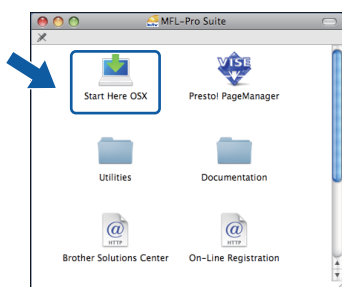 MFL-Pro Suite
Start Here OSX
Presto! PageManager
VISE
Utilities
Documentation
@
HTTP
@
HTTP
Brother Solutions Center
On-Line Registration